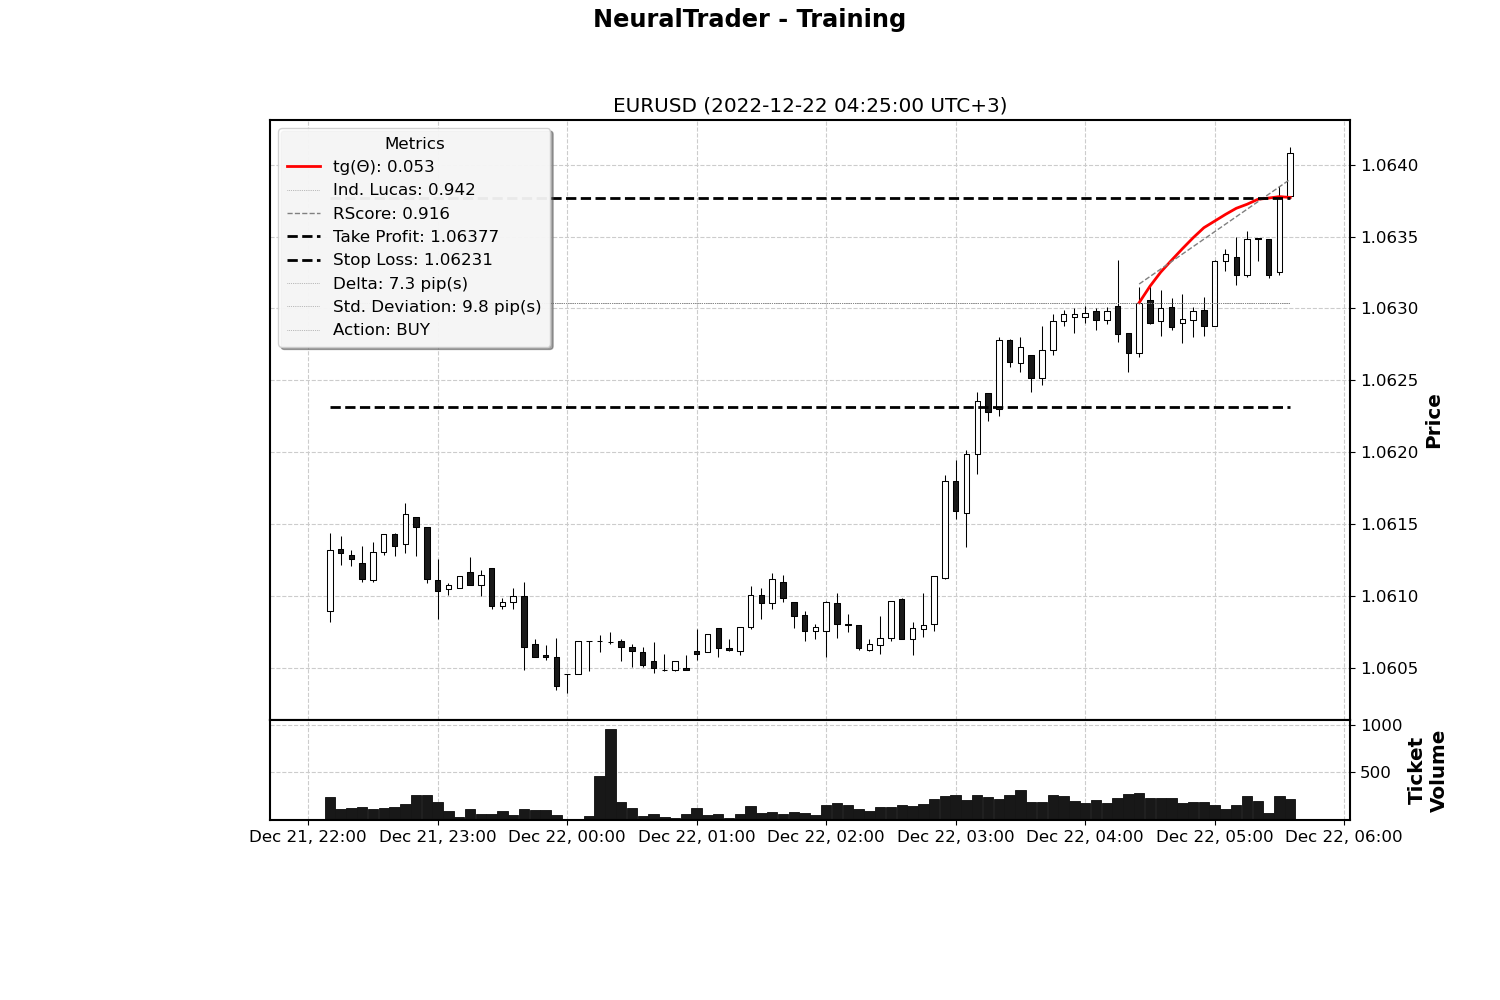 NeuralTrader - Training
EURUSD (2022-12-22 04:25:00 UTC+3)
Metrics
tg(Θ): 0.053
Ind. Lucas: 0.942
RScore: 0.916
Take Profit: 1.06377
Stop Loss: 1.06231
Delta: 7.3 pip(s)
Std. Deviation: 9.8 pip(s)
Action: BUY
1.0640
1.0635
1.0630
1.0625
1.0620
1.0615
1.0610
1.0605
Price
1000
500
Ticket
Volume
Dec 21, 22:00 Dec 21, 23:00 Dec 22, 00:00 Dec 22, 01:00 Dec 22, 02:00 Dec 22, 03:00 Dec 22, 04:00 Dec 22, 05:00 Dec 22, 06:00